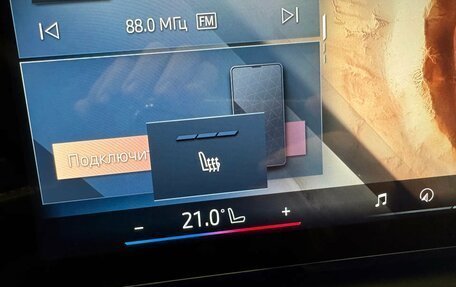 88.0 МГц FM
Подключит
- 21.0° +